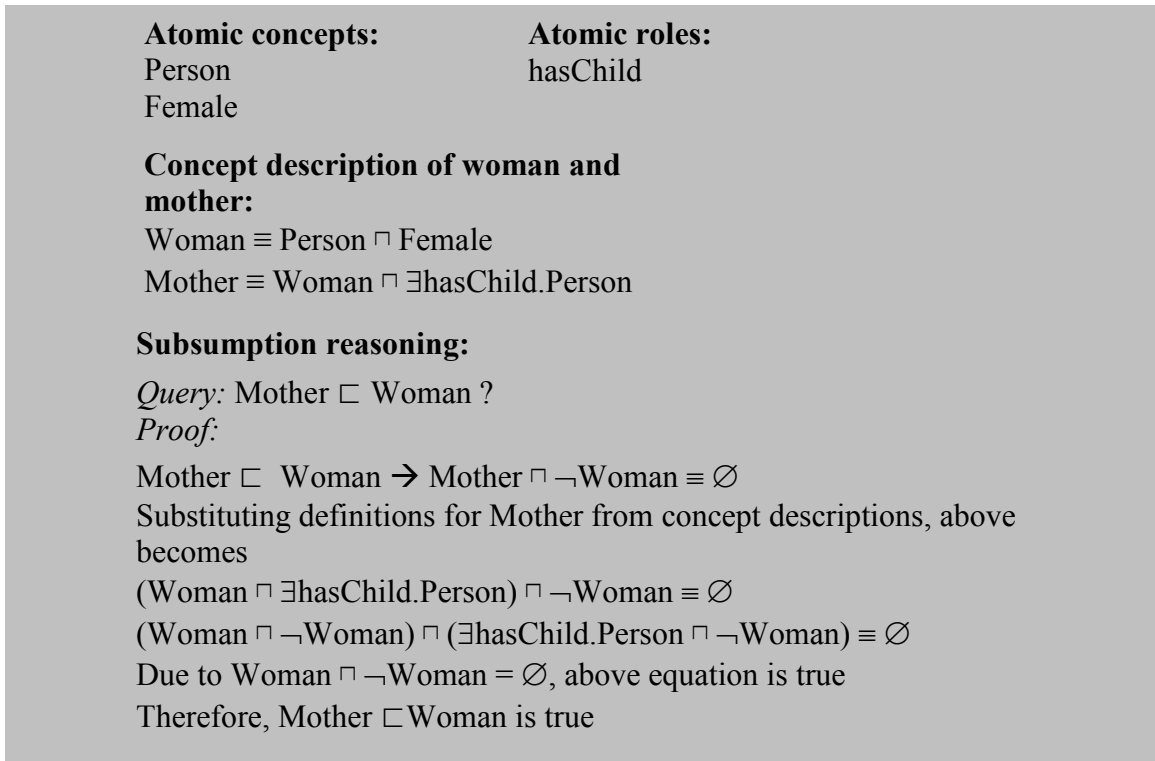 Atomic concepts: Atomic roles:
Person hasChild
Female
Concept description of woman and
mother:
Woman ≡ Person ⊓ Female
Mother ≡ Woman ⊓ ∃hasChild.Person
Subsumption reasoning:
Query: Mother ⊏ Woman ?
Proof:
Mother ⊏ Woman → Mother ⊓ ¬Woman ≡ ∅
Substituting definitions for Mother from concept descriptions, above
becomes
(Woman ⊓ ∃hasChild.Person) ⊓ ¬Woman ≡ ∅
(Woman ⊓ ¬Woman) ⊓ (∃hasChild.Person ⊓ ¬Woman) ≡ ∅
Due to Woman ⊓ ¬Woman = ∅, above equation is true
Therefore, Mother ⊏Woman is true